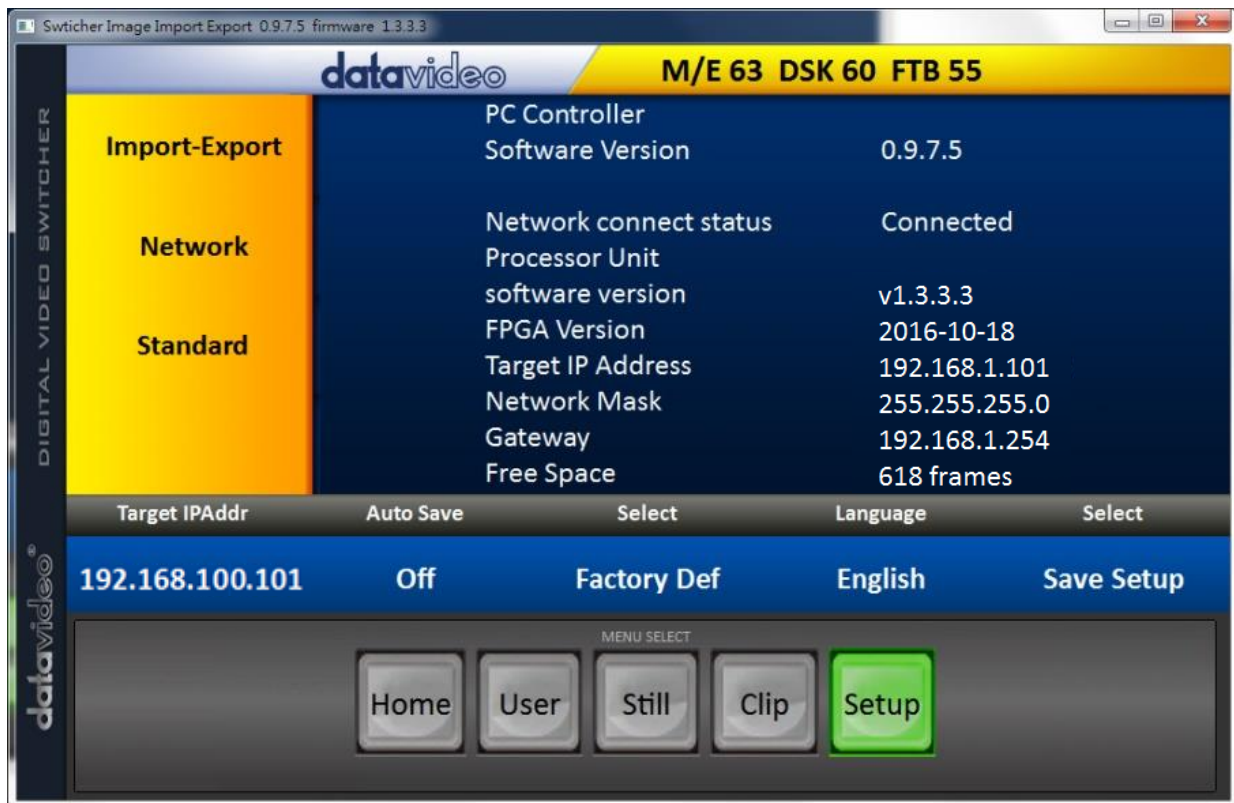 Swticher Image Import Export 0.9.7.5 firmware 1.3.3.3
datavideo M/E 63 DSK 60 FTB 55
DIGITAL VIDEO SWITCHER
datavideo®
Import-Export
Network
Standard
PC Controller
Software Version 0.9.7.5
Network connect status Connected
Processor Unit
software version v1.3.3.3
FPGA Version 2016-10-18
Target IP Address 192.168.1.101
Network Mask 255.255.255.0
Gateway 192.168.1.254
Free Space 618 frames
Target IPAddr Auto Save Select Language Select
192.168.100.101 Off Factory Def English Save Setup
MENU SELECT
Home User Still Clip Setup